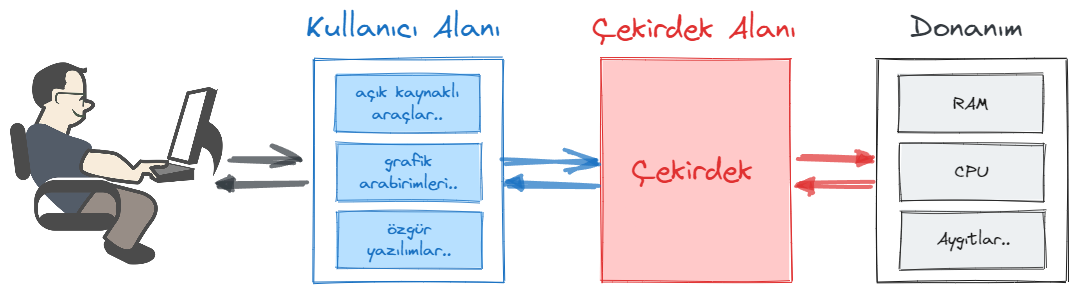 Kullanıcı Alanı
açık kaynaklı
araçlar..
grafik
arabirimleri..
özgür
yazılımlar..
Çekirdek Alanı
Çekirdek
Donanım
RAM
CPU
Aygıtlar..